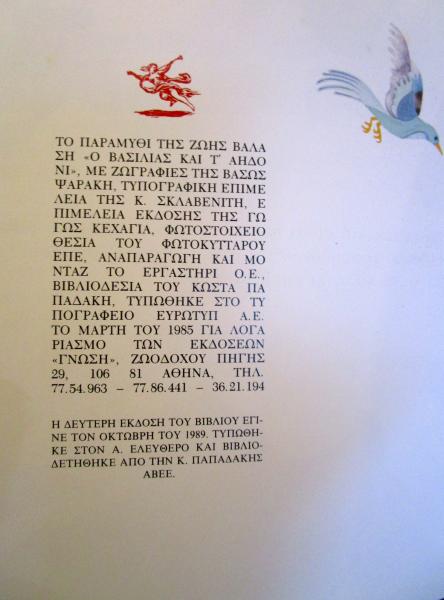 ΤΟ ΠΑΡΑΜΥΘΙ ΤΗΣ ΖΩΗΣ ΒΑΛΑ
ΣΗ «Ο ΒΑΣΙΛΙΑΣ ΚΑΙ Τ' ΑΗΔΟ
ΝΙ», ΜΕ ΖΩΓΡΑΦΙΕΣ ΤΗΣ ΒΑΣΩΣ
ΨΑΡΑΚΗ, ΤΥΠΟΓΡΑΦΙΚΗ ΕΠΙΜΕ
ΛΕΙΑ ΤΗΣ Κ. ΣΚΛΑΒΕΝΙΤΗ, Ε
ΠΙΜΕΛΕΙΑ ΕΚΔΟΣΗΣ ΤΗΣ ΓΩ
ΓΩΣ ΚΕΧΑΓΙΑ, ΦΩΤΟΣΤΟΙΧΕΙΟ
ΘΕΣΙΑ ΤΟΥ ΦΩΤΟΚΥΤΤΑΡΟΥ
ΕΠΕ, ΑΝΑΠΑΡΑΓΩΓΗ ΚΑΙ ΜΟ
ΝΤΑΖ ΤΟ ΕΡΓΑΣΤΗΡΙ Ο.Ε.,
ΒΙΒΛΙΟΔΕΣΙΑ ΤΟΥ ΚΩΣΤΑ ΠΑ
ΠΑΔΑΚΗ, ΤΥΠΩΘΗΚΕ ΣΤΟ ΤΥ
ΠΟΓΡΑΦΕΙΟ ΕΥΡΩΤΥΠ Α.Ε.
ΤΟ ΜΑΡΤΗ ΤΟΥ 1985 ΓΙΑ ΛΟΓΑ
ΡΙΑΣΜΟ ΤΩΝ ΕΚΔΟΣΕΩΝ
«ΓΝΩΣΗ», ΖΩΟΔΟΧΟΥ ΠΗΓΗΣ
29, 106 81 ΑΘΗΝΑ, ΤΗΛ.
77.54.963 – 77.86.441 – 36.21.194
Η ΔΕΥΤΕΡΗ ΕΚΔΟΣΗ ΤΟΥ ΒΙΒΛΙΟΥ ΕΓΙ-
ΝΕ ΤΟΝ ΟΚΤΩΒΡΗ ΤΟΥ 1989. ΤΥΠΩΘΗ-
ΚΕ ΣΤΟΝ Α. ΕΛΕΥΘΕΡΟ ΚΑΙ ΒΙΒΛΙΟ-
ΔΕΤΗΘΗΚΕ ΑΠΟ ΤΗΝ Κ. ΠΑΠΑΔΑΚΗΣ
ΑΒΕΕ.